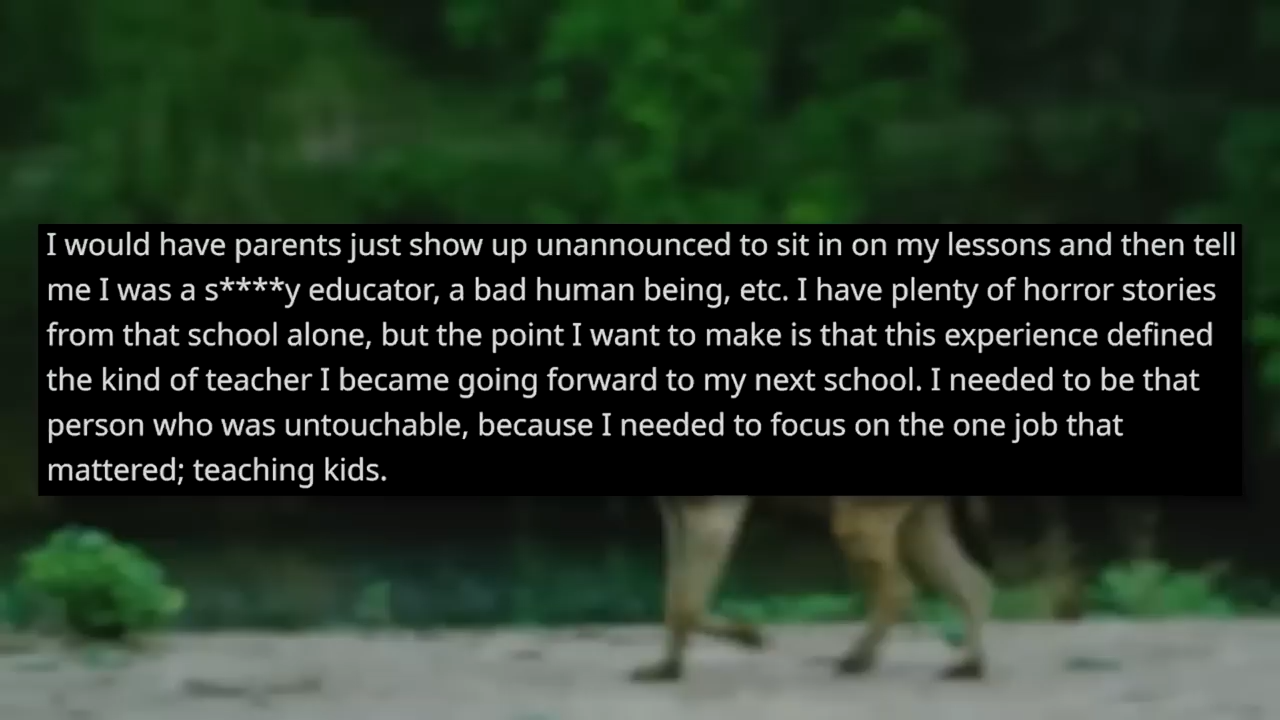 I would have parents just show up unannounced to sit in on my lessons and then tell
me I was a s****y educator, a bad human being, etc. I have plenty of horror stories
from that school alone, but the point I want to make is that this experience defined
the kind of teacher I became going forward to my next school. I needed to be that
person who was untouchable, because I needed to focus on the one job that
mattered; teaching kids.